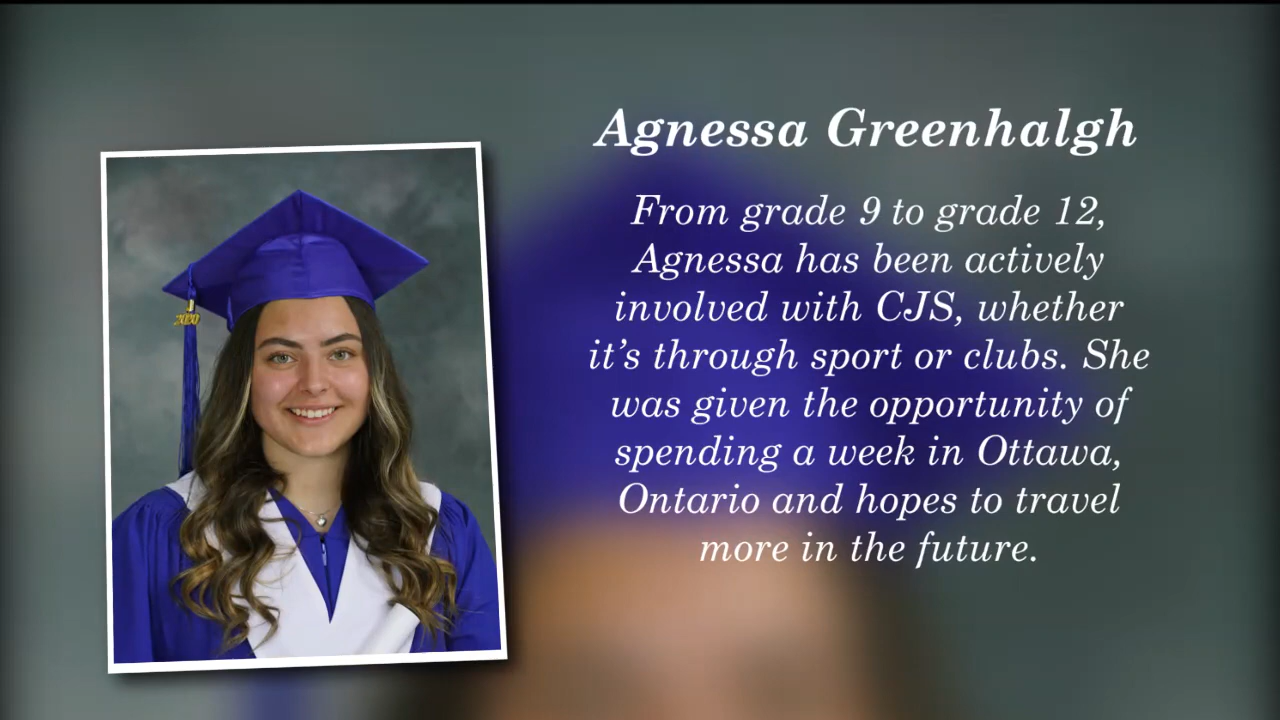 Agnessa Greenhalgh
From grade 9 to grade 12,
Agnessa has been actively
involved with CJS, whether
it's through sport or clubs. She
was given the opportunity of
spending a week in Ottawa,
Ontario and hopes to travel
more in the future.
2020